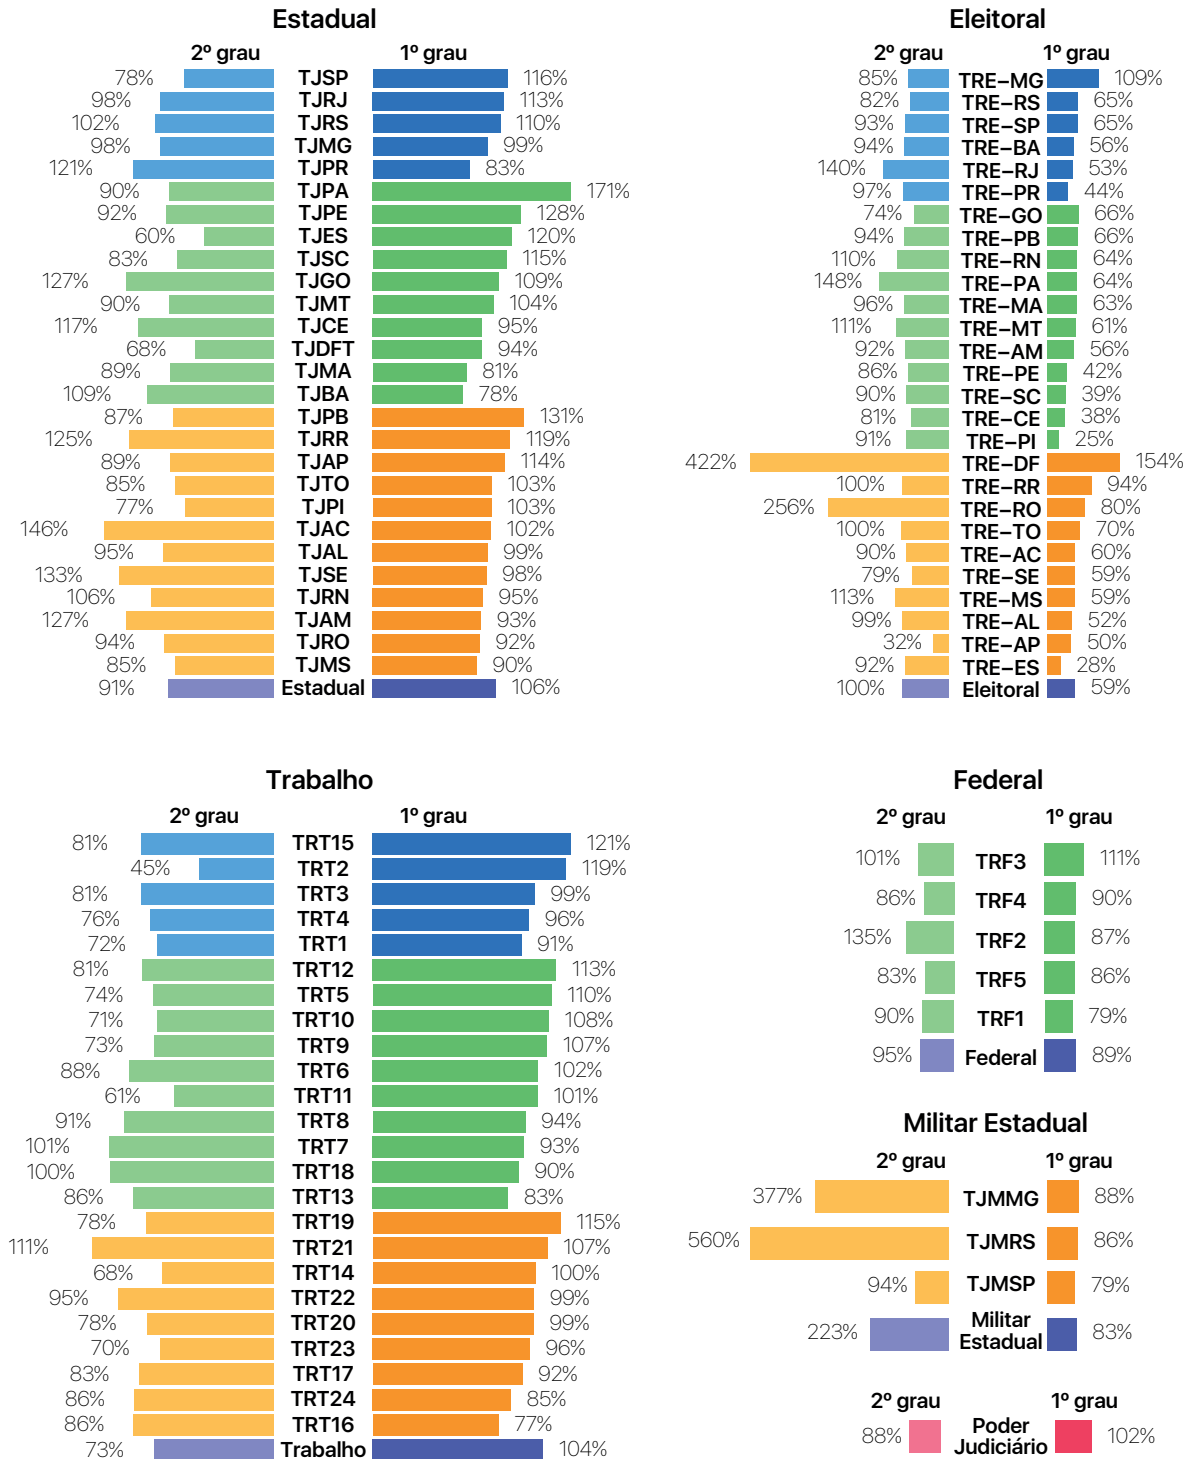 Estadual
2º grau 1º grau
78% TJSP 116%
98% TJRJ 113%
102% TJRS 110%
98% TJMG 99%
121% TJPR 83%
90% TJPA 171%
92% TJPE 128%
60% TJES 120%
83% TJSC 115%
127% TJGO 109%
90% TJMT 104%
117% TJCE 95%
68% TJDFT 94%
89% TJMA 81%
109% TJBA 78%
87% TJPB 131%
125% TJRR 119%
89% TJAP 114%
85% TJTO 103%
77% TJPI 103%
146% TJAC 102%
95% TJAL 99%
133% TJSE 98%
106% TJRN 95%
127% TJAM 93%
94% TJRO 92%
85% TJMS 90%
91% Estadual 106%
Eleitoral
2º grau 1º grau
85% TRE–MG 109%
82% TRE–RS 65%
93% TRE–SP 65%
94% TRE–BA 56%
140% TRE–RJ 53%
97% TRE–PR 44%
74% TRE–GO 66%
94% TRE–PB 66%
110% TRE–RN 64%
148% TRE–PA 64%
96% TRE–MA 63%
111% TRE–MT 61%
92% TRE–AM 56%
86% TRE–PE 42%
90% TRE–SC 39%
81% TRE–CE 38%
91% TRE–PI 25%
422% TRE–DF 154%
100% TRE–RR 94%
256% TRE–RO 80%
100% TRE–TO 70%
90% TRE–AC 60%
79% TRE–SE 59%
113% TRE–MS 59%
99% TRE–AL 52%
32% TRE–AP 50%
92% TRE–ES 28%
100% Eleitoral 59%
Trabalho
2º grau 1º grau
81% TRT15 121%
45% TRT2 119%
81% TRT3 99%
76% TRT4 96%
72% TRT1 91%
81% TRT12 113%
74% TRT5 110%
71% TRT10 108%
73% TRT9 107%
88% TRT6 102%
61% TRT11 101%
91% TRT8 94%
101% TRT7 93%
100% TRT18 90%
86% TRT13 83%
78% TRT19 115%
111% TRT21 107%
68% TRT14 100%
95% TRT22 99%
78% TRT20 99%
70% TRT23 96%
83% TRT17 92%
86% TRT24 85%
86% TRT16 77%
73% Trabalho 104%
Federal
2º grau 1º grau
101% TRF3 111%
86% TRF4 90%
135% TRF2 87%
83% TRF5 86%
90% TRF1 79%
95% Federal 89%
Militar Estadual
2º grau 1º grau
377% TJMMG 88%
560% TJMRS 86%
94% TJMSP 79%
Militar
223% Estadual 83%
2º grau 1º grau
Poder
88% Judiciário 102%